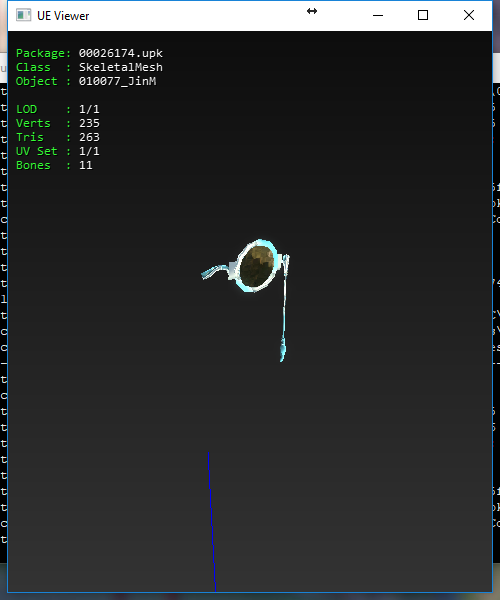 UE Viewer
Package: 00026174.upk
Class  : SkeletalMesh
Object : 010077_JinM
LOD    : 1/1
Verts  : 235
Tris   : 263
UV Set : 1/1
Bones  : 11